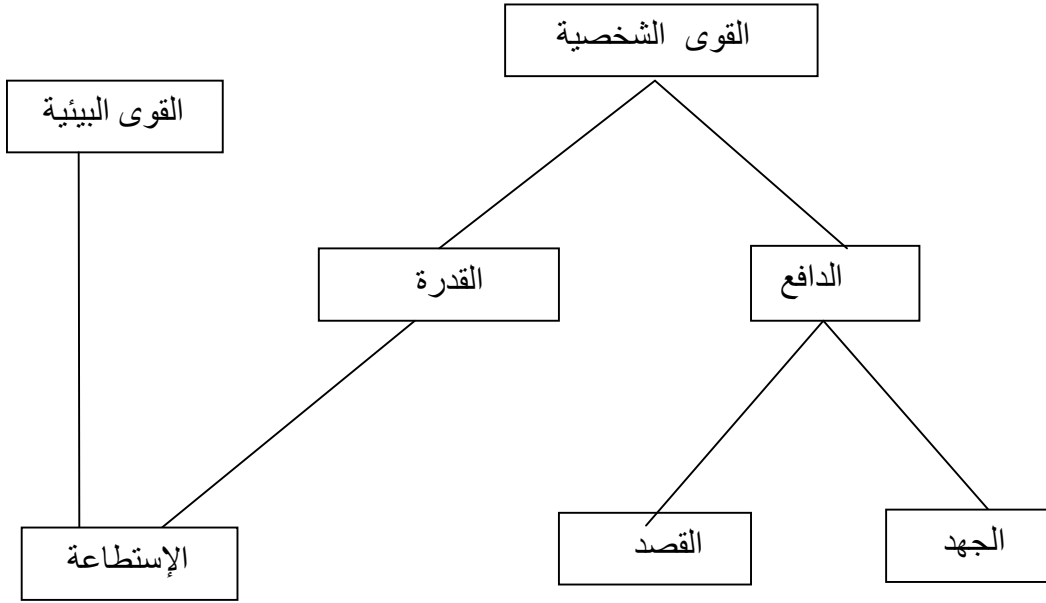 القوى الشخصية
القوى البيئية
الدافع
القدرة
الجهد
القصد
الإستطاعة